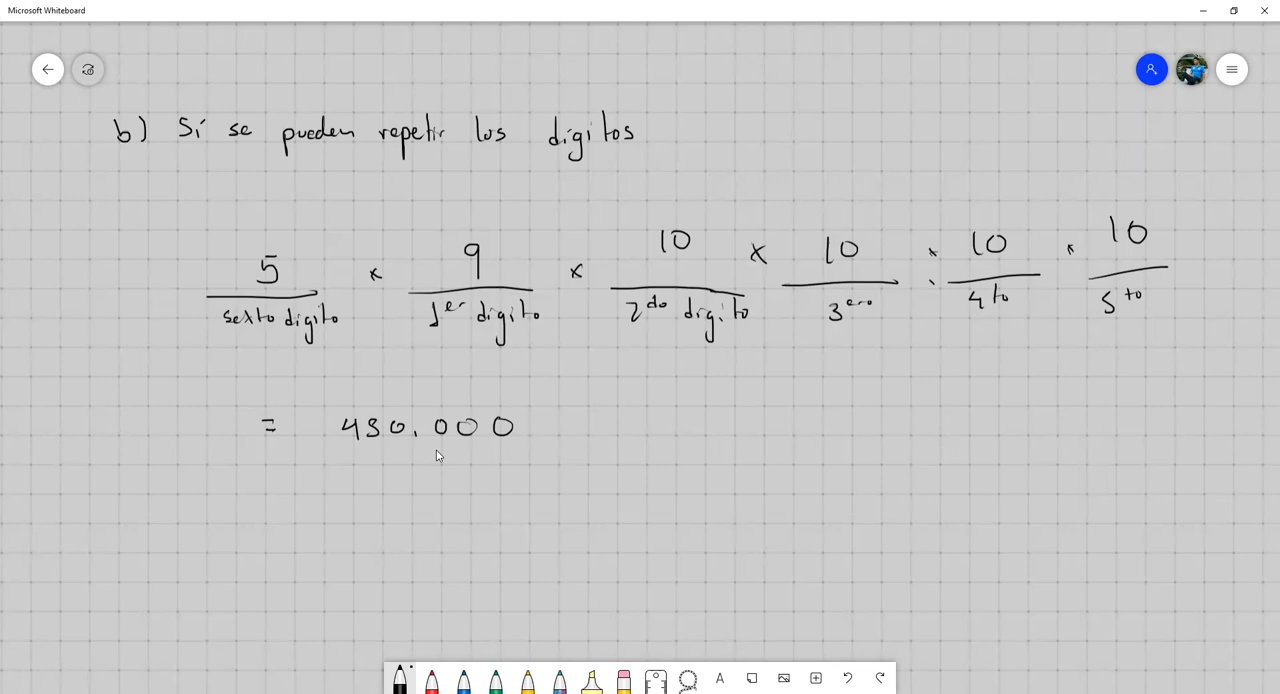 Microsoft Whiteboard
b) Sí se pueden repetir los dígitos
5 x 9 x 10 x 10 x 10 x 10
sexto dígito 1er dígito 2do dígito 3ero 4to 5to
= 450.000
A